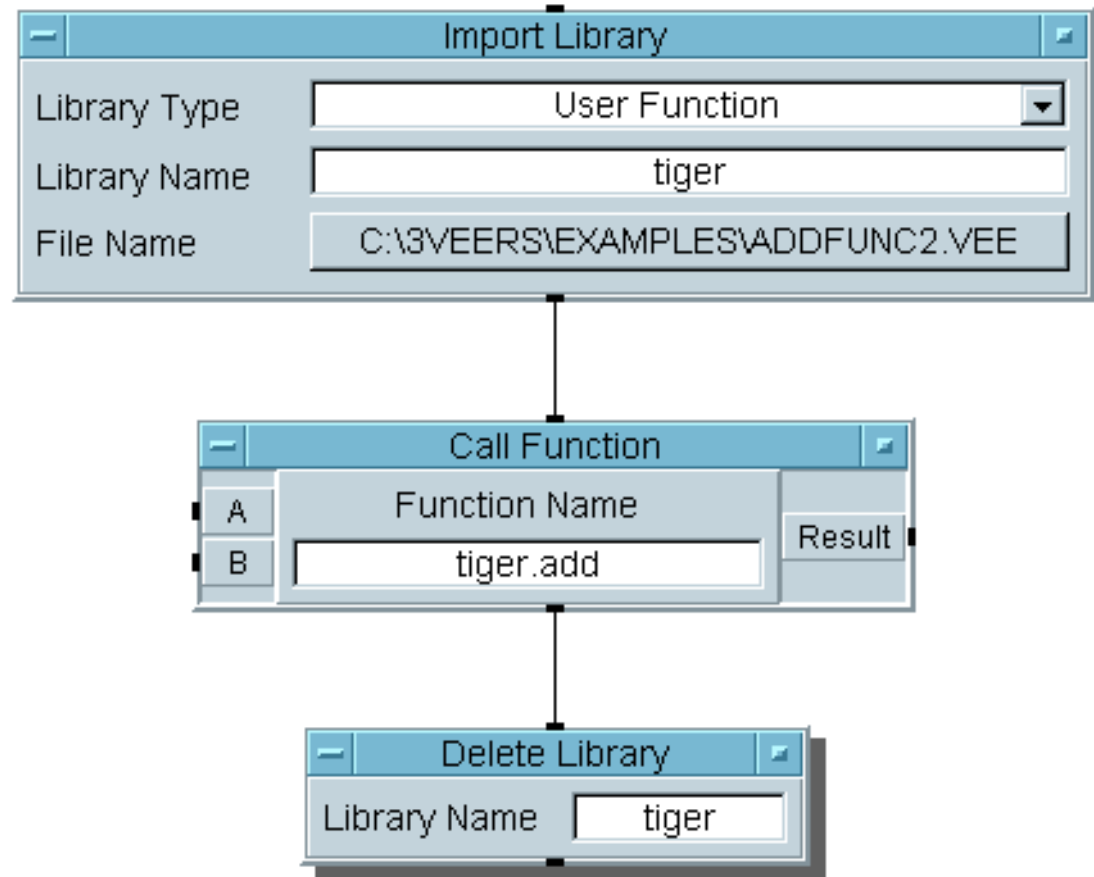 Import Library
Library Type User Function
Library Name tiger
File Name C:\3VEERS\EXAMPLES\ADDFUNC2.VEE
Call Function
A Function Name
Result
B tiger.add
Delete Library
Library Name tiger